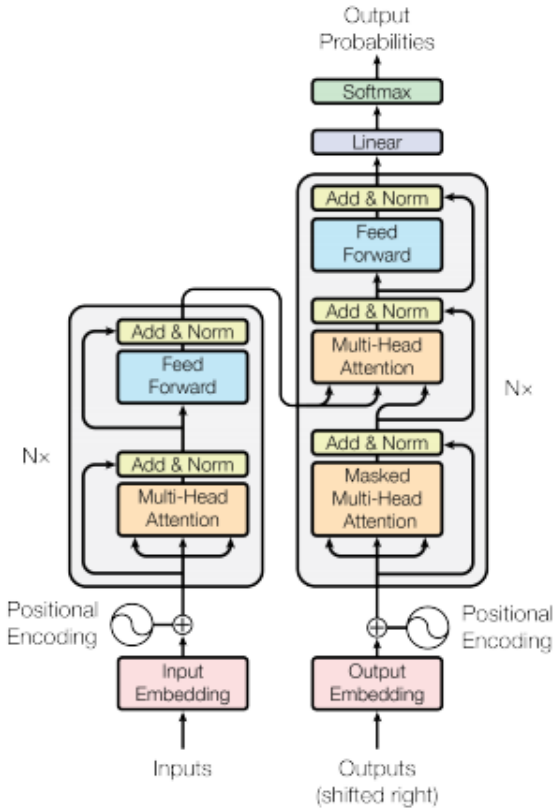 Output
Probabilities
Softmax
Linear
Add & Norm
Feed
Forward
Add & Norm
Multi-Head
Attention
Add & Norm
Masked
Multi-Head
Attention
N×
Add & Norm
Feed
Forward
Add & Norm
Multi-Head
Attention
N×
Positional
Encoding
Positional
Encoding
Input
Embedding
Output
Embedding
Inputs
Outputs
(shifted right)